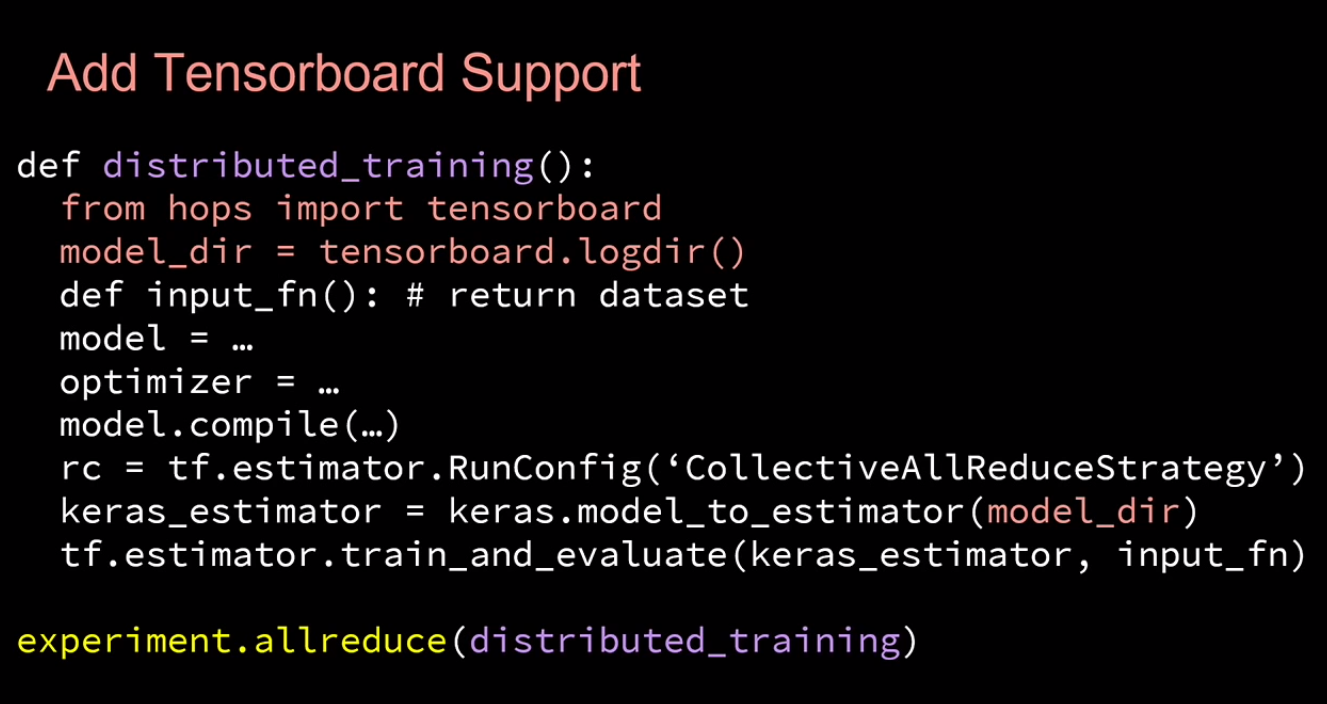 Add Tensorboard Support
def distributed_training():
from hops import tensorboard
model_dir = tensorboard.logdir()
def input_fn(): # return dataset
model = …
optimizer = …
model.compile(…)
rc = tf.estimator.RunConfig(‘CollectiveAllReduceStrategy’)
keras_estimator = keras.model_to_estimator(model_dir)
tf.estimator.train_and_evaluate(keras_estimator, input_fn)
experiment.allreduce(distributed_training)